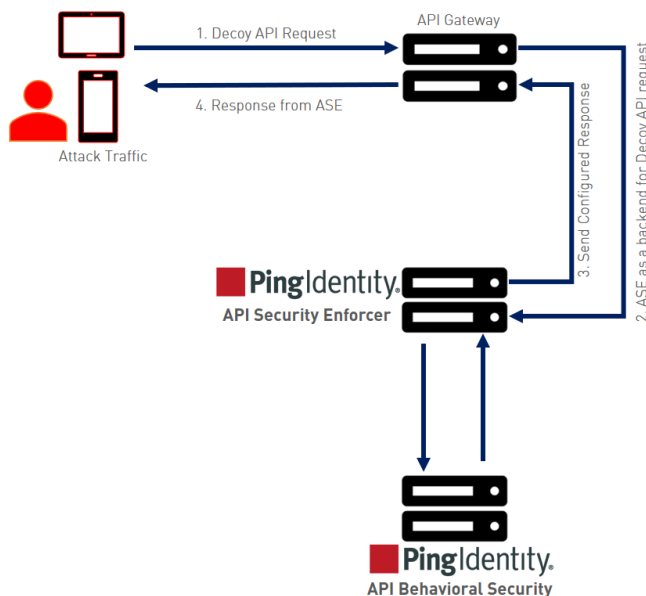 API Gateway
1. Decoy API Request
4. Response from ASE
Attack Traffic
2. ASE as a backend for Decoy API request
3. Send Configured Response
PingIdentity.
API Security Enforcer
PingIdentity.
API Behavioral Security